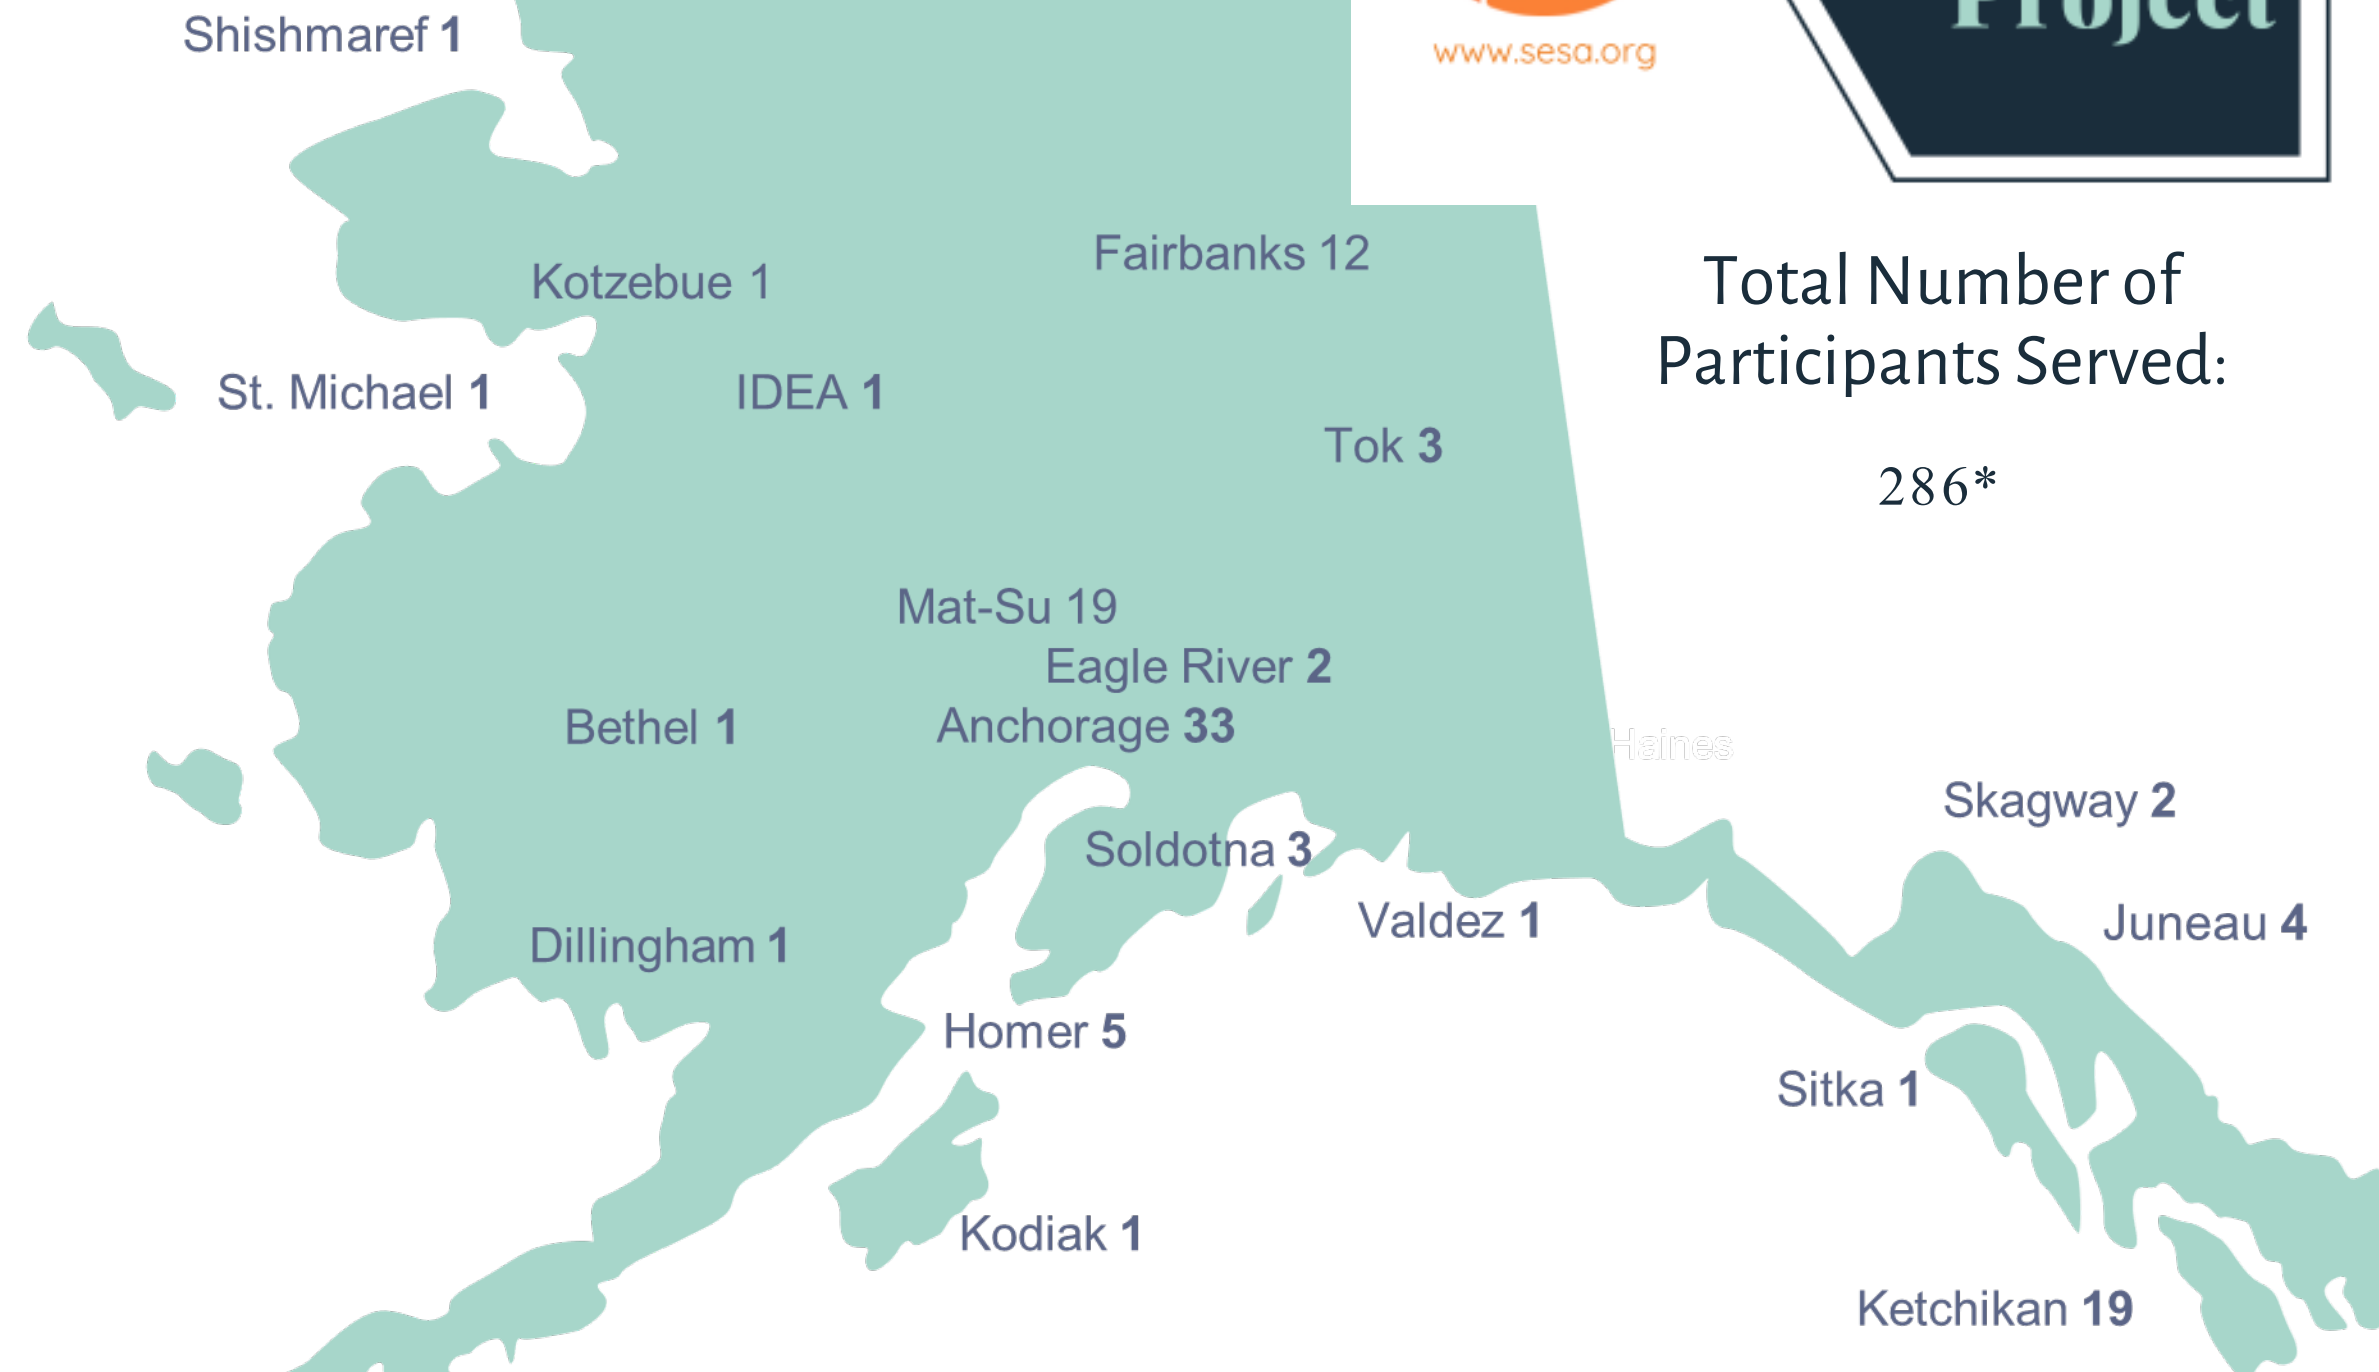 Shishmaref 1
Project
www.sesa.org
Fairbanks 12
Kotzebue 1
Total Number of
Participants Served:
St. Michael 1
IDEA 1
Tok 3
286*
Mat-Su 19
Eagle River 2
Bethel 1
Anchorage 33
Haines
Skagway 2
Soldotna 3
Valdez 1
Juneau 4
Dillingham 1
Homer 5
Sitka 1
Kodiak 1
Ketchikan 19